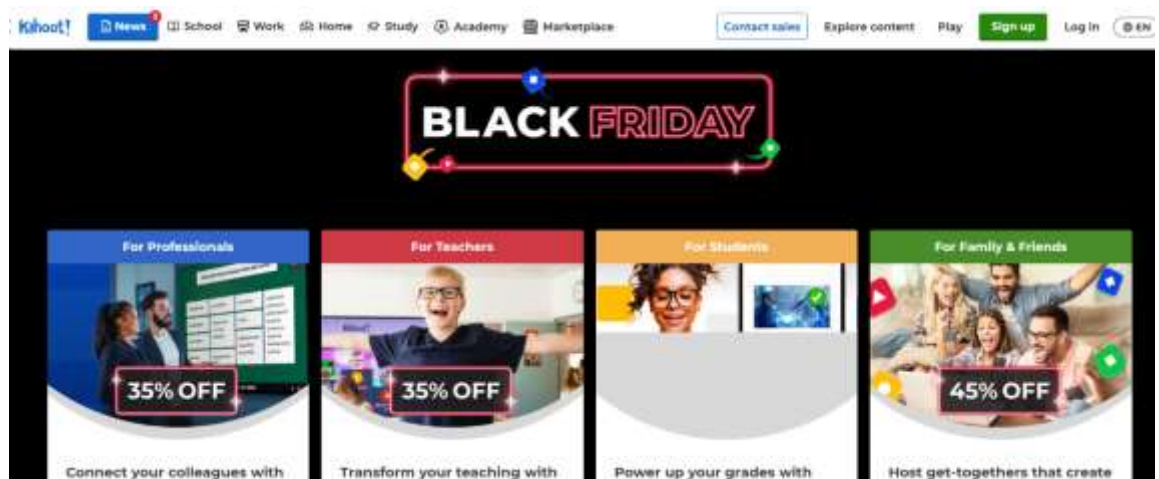 Kahoot!
News
School
Work
Home
Study
Academy
Marketplace
Contact sales
Explore content
Play
Sign up
Log in
EN
BLACK FRIDAY
For Professionals
35% OFF
Connect your colleagues with
For Teachers
35% OFF
Transform your teaching with
For Students
Power up your grades with
For Family & Friends
45% OFF
Host get-togethers that create